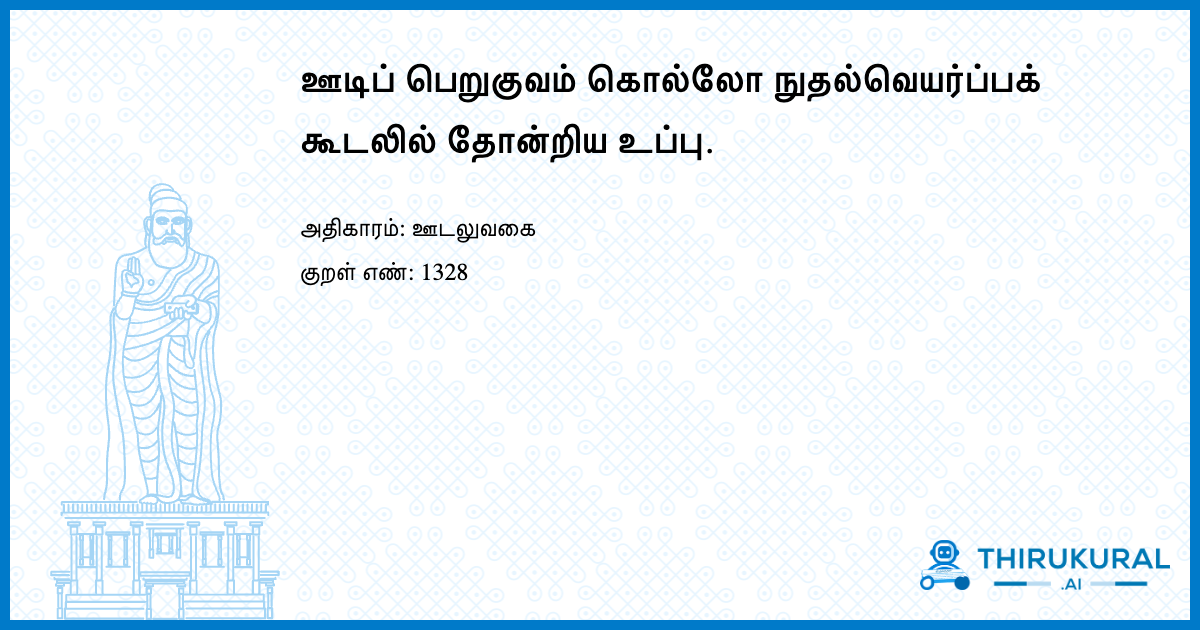 ஊடிப் பெறுகுவம் கொல்லோ நுதல்வெயர்ப்பக்
கூடலில் தோன்றிய உப்பு.
அதிகாரம்: ஊடலுவகை
குறள் எண்: 1328
THIRUKURAL
.AI